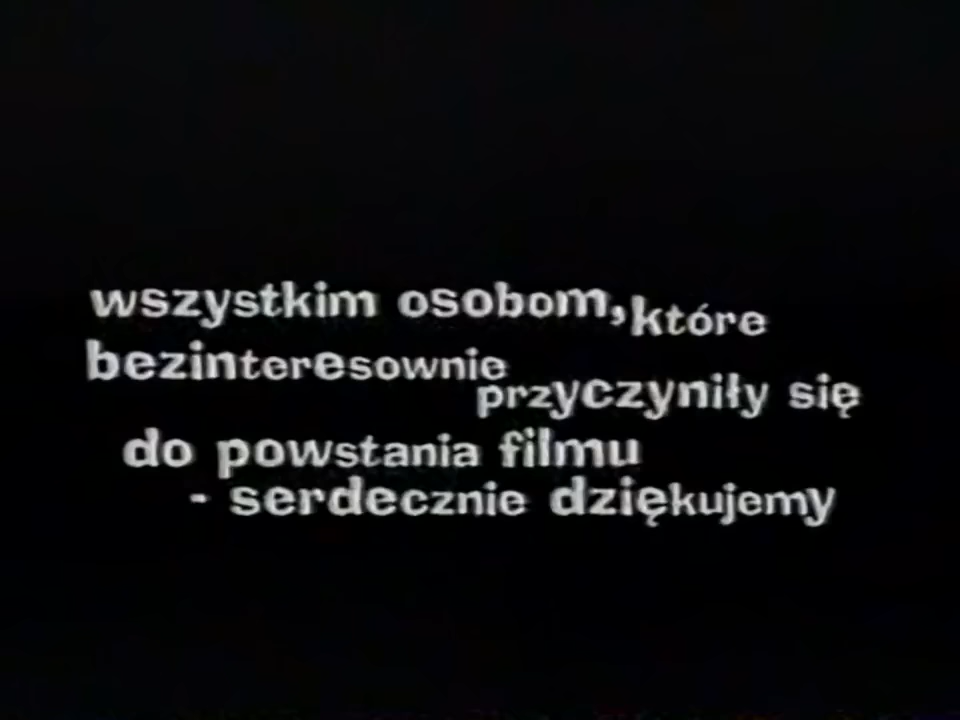 wszystkim osobom, które
bezinteresownie
przyczyniły się
do powstania filmu
- serdecznie dziękujemy